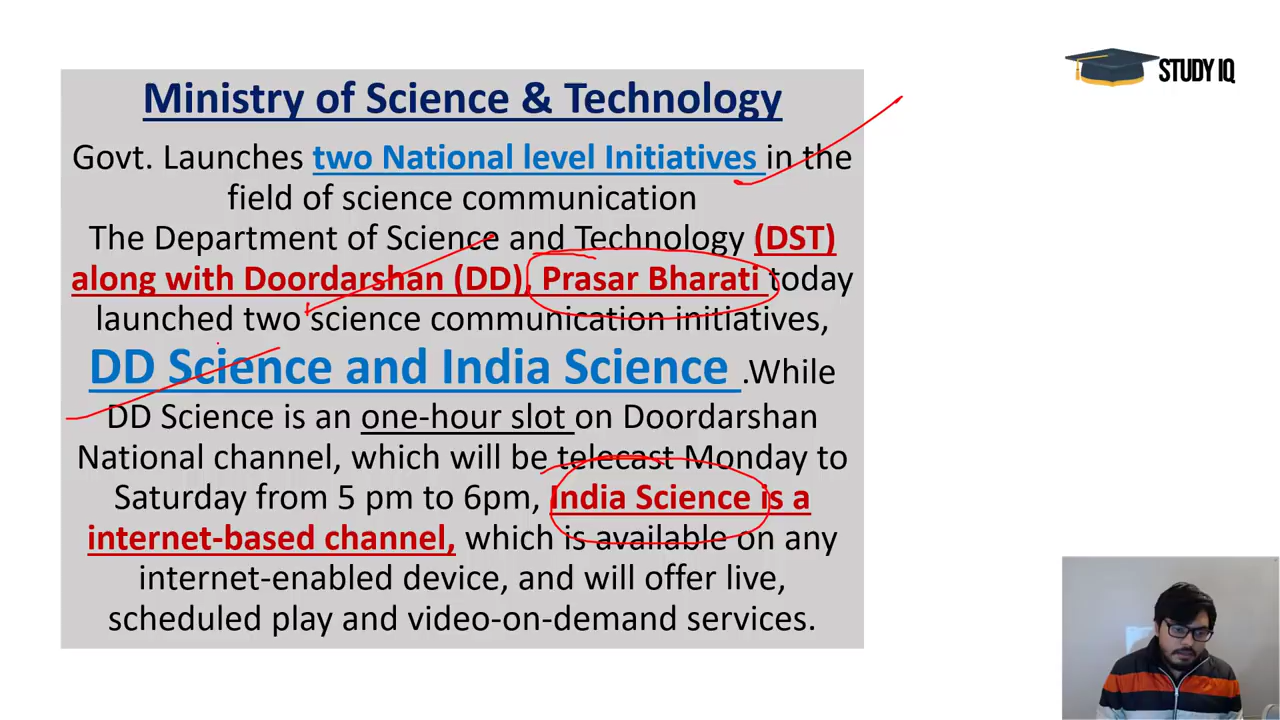 STUDY IQ
Ministry of Science & Technology
Govt. Launches two National level Initiatives in the
field of science communication
The Department of Science and Technology (DST)
along with Doordarshan (DD), Prasar Bharati today
launched two science communication initiatives,
DD Science and India Science .While
DD Science is an one-hour slot on Doordarshan
National channel, which will be telecast Monday to
Saturday from 5 pm to 6pm, India Science is a
internet-based channel, which is available on any
internet-enabled device, and will offer live,
scheduled play and video-on-demand services.